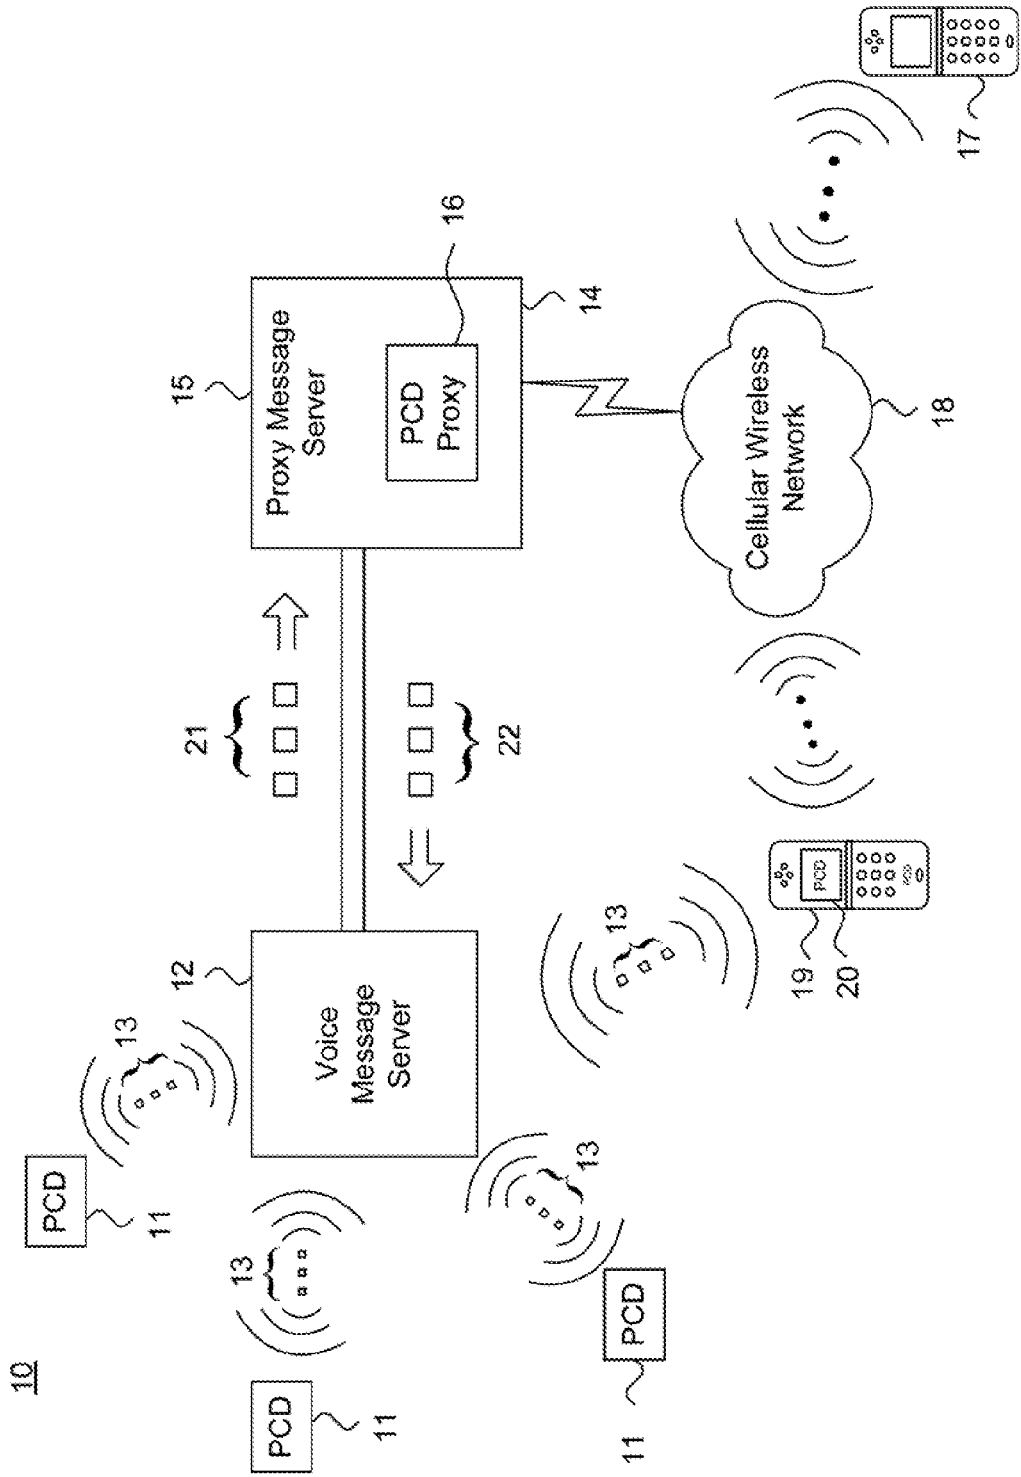 10
PCD
11
PCD
11
PCD
11
13
13
13
13
12
Voice
Message
Server
21
22
15
Proxy Message
Server
PCD
Proxy
16
14
Cellular Wireless
Network
18
17
19
PCD
20